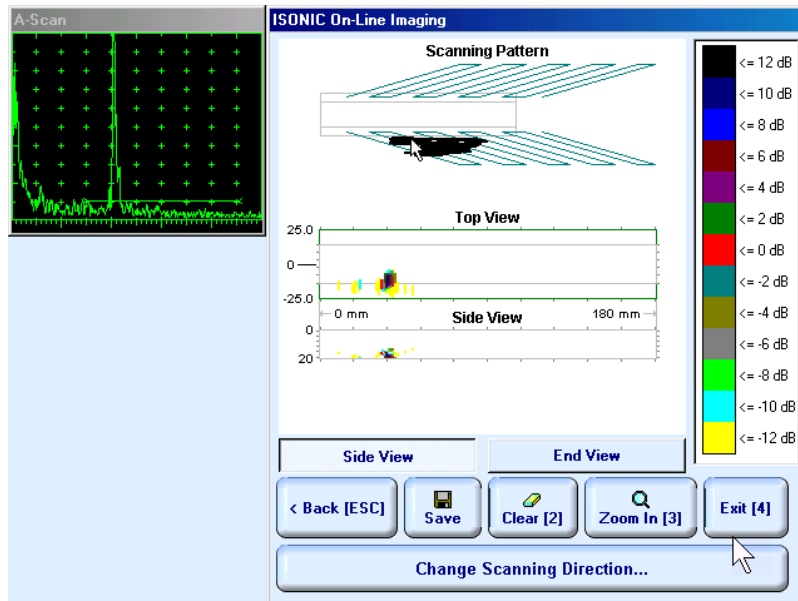 A-Scan
ISONIC On-Line Imaging
Scanning Pattern
Top View
25.0
0
-25.0
0 mm
Side View
180 mm
0
20
<= 12 dB
<= 10 dB
<= 8 dB
<= 6 dB
<= 4 dB
<= 2 dB
<= 0 dB
<= -2 dB
<= -4 dB
<= -6 dB
<= -8 dB
<= -10 dB
<= -12 dB
Side View
End View
< Back [ESC]
Save
Clear [2]
Zoom In [3]
Exit [4]
Change Scanning Direction...